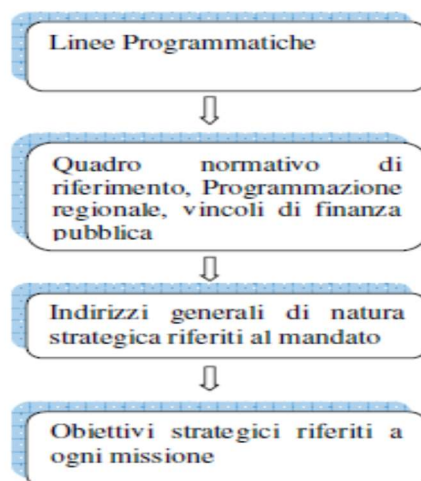 Linee Programmatiche
Quadro normativo di
riferimento, Programmazione
regionale, vincoli di finanza
pubblica
Indirizzi generali di natura
strategica riferiti al mandato
Obiettivi strategici riferiti a
ogni missione